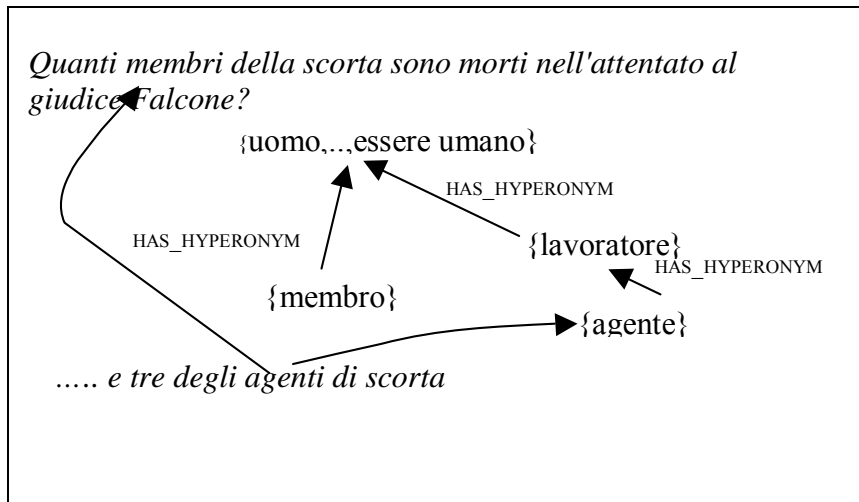 Quanti membri della scorta sono morti nell'attentato al
giudice Falcone?
{uomo,..,essere umano}
HAS_HYPERONYM
HAS_HYPERONYM
{lavoratore}
HAS_HYPERONYM
{membro}
{agente}
..... e tre degli agenti di scorta